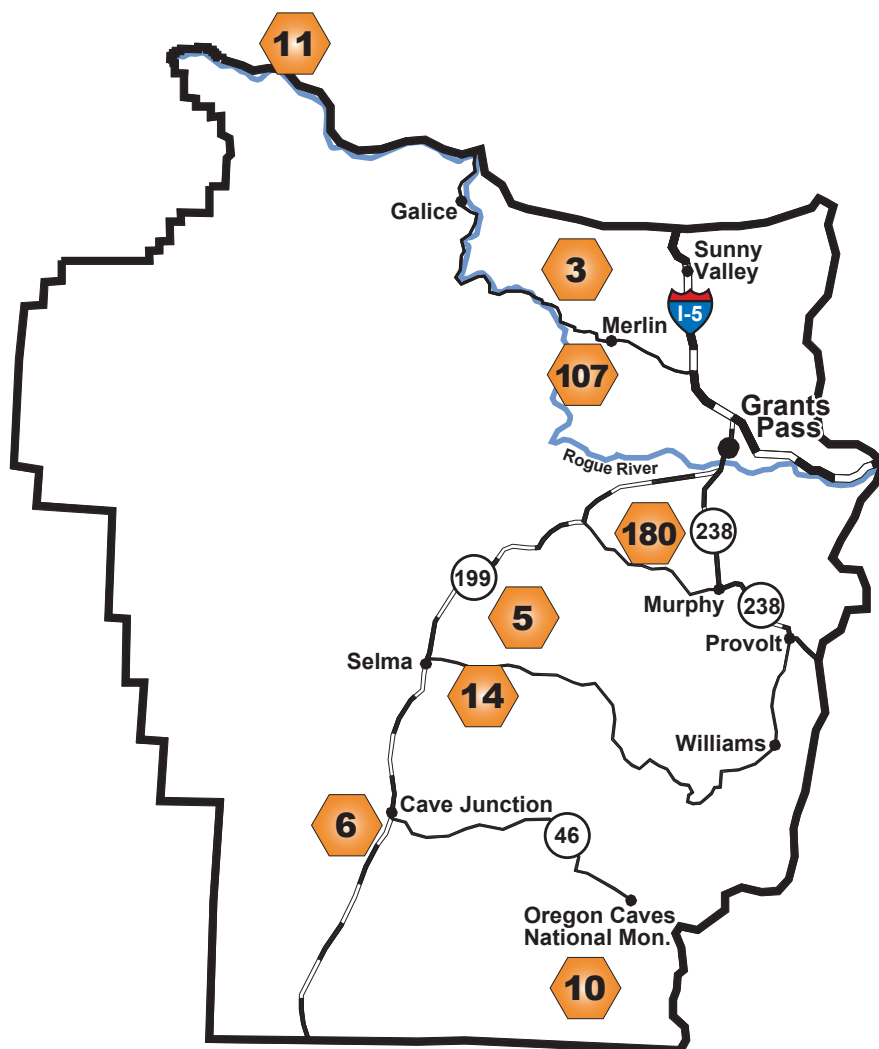 11
Galice
3
Sunny
Valley
I-5
Merlin
107
Grants
Pass
Rogue River
180
238
199
Murphy
238
5
Provolt
Selma
14
Williams
Cave Junction
6
46
Oregon Caves
National Mon.
10